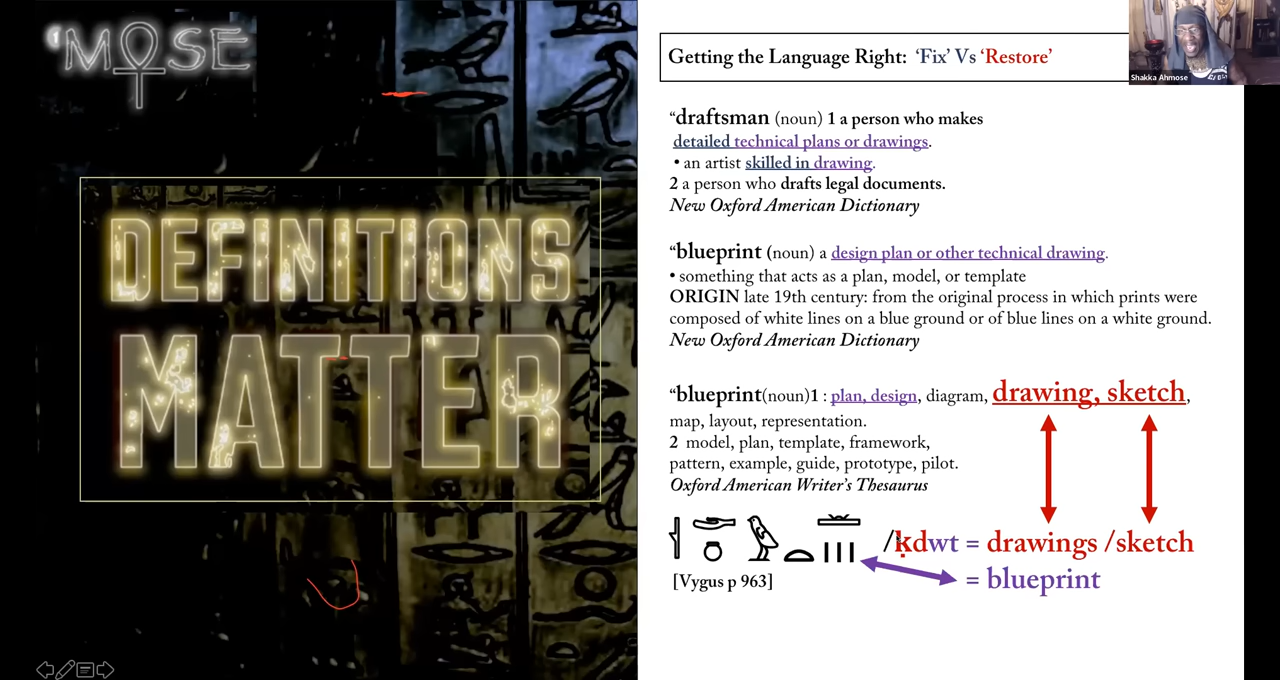 'MOSE
DEFINITIONS
MATTER
Getting the Language Right: ‘Fix’ Vs ‘Restore’
Shakka Ahmose
“draftsman (noun) 1 a person who makes
detailed technical plans or drawings.
• an artist skilled in drawing.
2 a person who drafts legal documents.
New Oxford American Dictionary
“blueprint (noun) a design plan or other technical drawing.
• something that acts as a plan, model, or template
ORIGIN late 19th century: from the original process in which prints were
composed of white lines on a blue ground or of blue lines on a white ground.
New Oxford American Dictionary
“blueprint(noun)1 : plan, design, diagram, drawing, sketch,
map, layout, representation.
2 model, plan, template, framework,
pattern, example, guide, prototype, pilot.
Oxford American Writer’s Thesaurus
/ḳdwt = drawings /sketch
[Vygus p 963] = blueprint